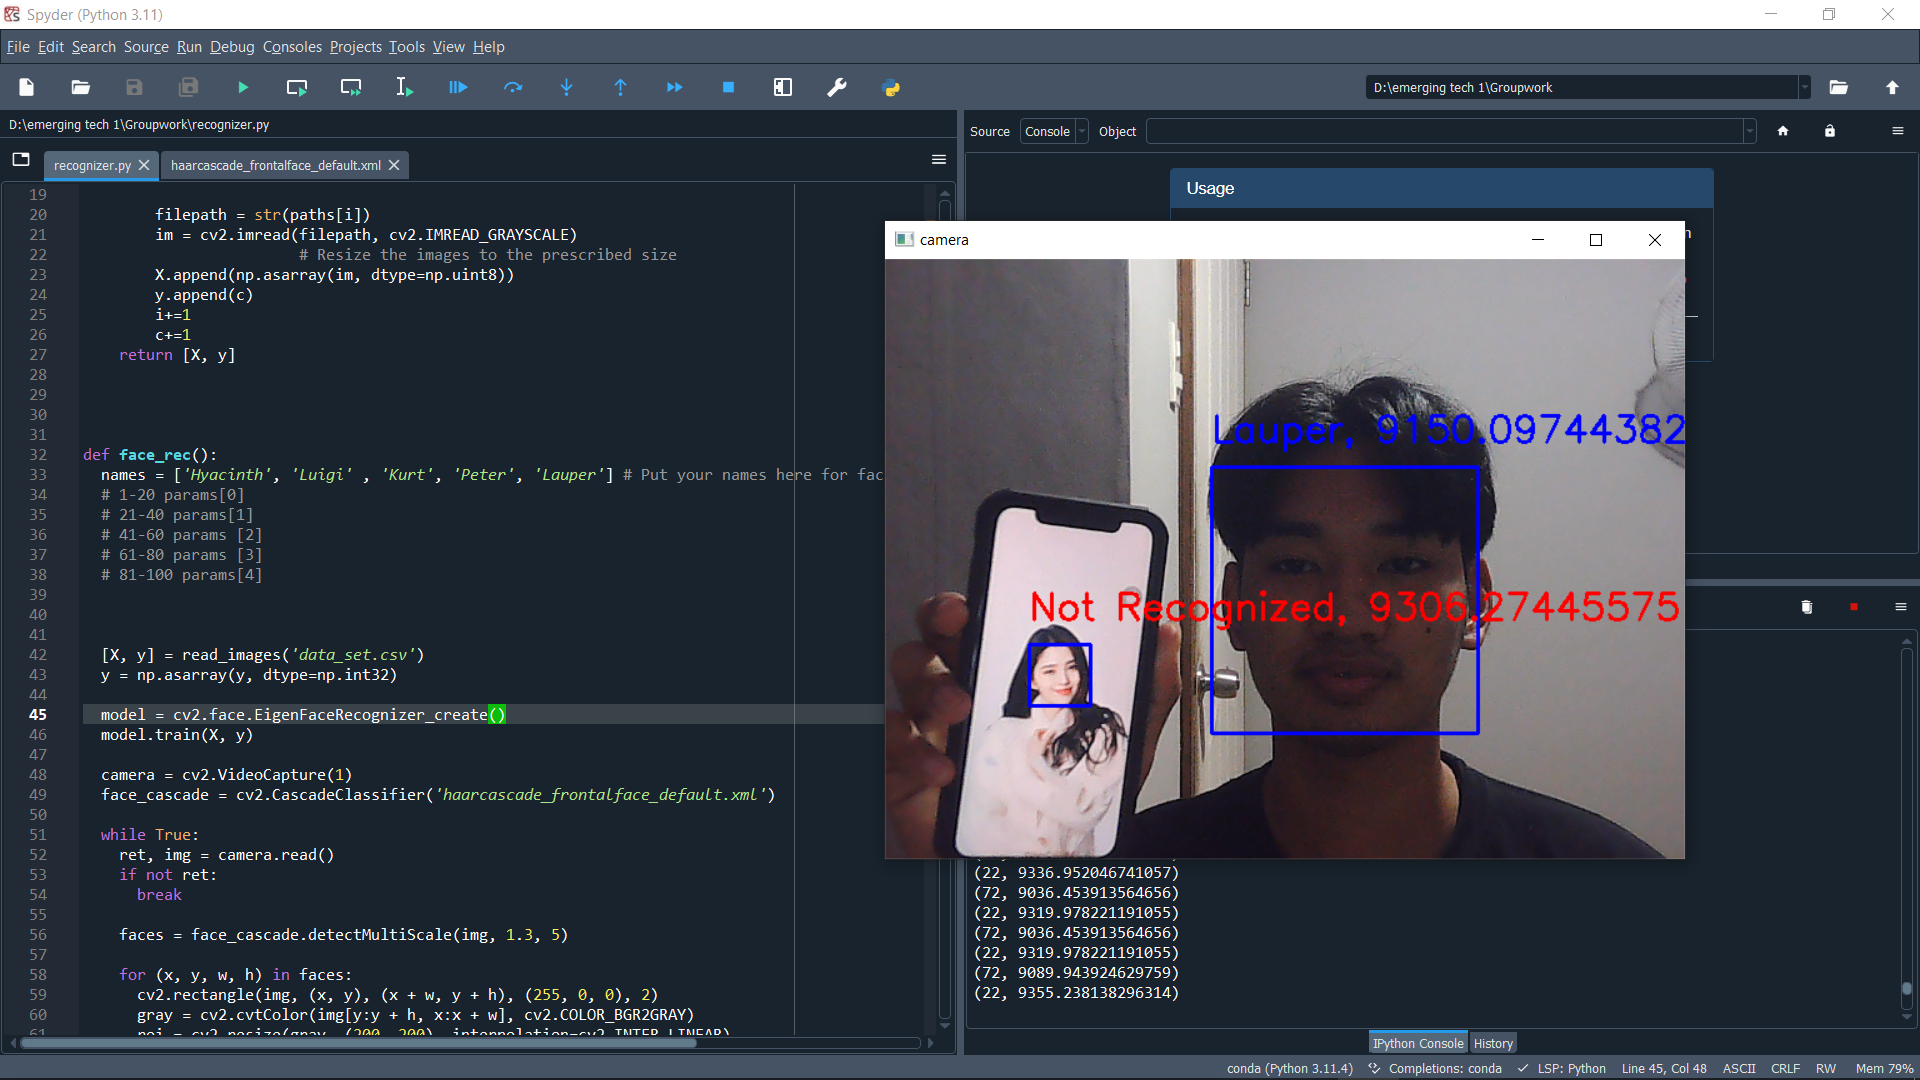 Spyder (Python 3.11)
File Edit Search Source Run Debug Consoles Projects Tools View Help
D:\emerging tech 1\Groupwork
D:\emerging tech 1\Groupwork\recognizer.py
recognizer.py
haarcascade_frontalface_default.xml
19
20 filepath = str(paths[i])
21 im = cv2.imread(filepath, cv2.IMREAD_GRAYSCALE)
22 # Resize the images to the prescribed size
23 X.append(np.asarray(im, dtype=np.uint8))
24 y.append(c)
25 i+=1
26 c+=1
27 return [X, y]
28
29
30
31
32 def face_rec():
33 names = ['Hyacinth', 'Luigi' , 'Kurt', 'Peter', 'Lauper'] # Put your names here for fac
34 # 1-20 params[0]
35 # 21-40 params[1]
36 # 41-60 params [2]
37 # 61-80 params [3]
38 # 81-100 params[4]
39
40
41
42 [X, y] = read_images('data_set.csv')
43 y = np.asarray(y, dtype=np.int32)
44
45 model = cv2.face.EigenFaceRecognizer_create()
46 model.train(X, y)
47
48 camera = cv2.VideoCapture(1)
49 face_cascade = cv2.CascadeClassifier('haarcascade_frontalface_default.xml')
50
51 while True:
52 ret, img = camera.read()
53 if not ret:
54 break
55
56 faces = face_cascade.detectMultiScale(img, 1.3, 5)
57
58 for (x, y, w, h) in faces:
59 cv2.rectangle(img, (x, y), (x + w, y + h), (255, 0, 0), 2)
60 gray = cv2.cvtColor(img[y:y + h, x:x + w], cv2.COLOR_BGR2GRAY)
61 roi = cv2.resize(gray, (200, 200), interpolation=cv2.INTER_LINEAR)
Source Console Object
Usage
n
camera
Lauper, 9150.09744382
Not Recognized, 9306.27445575
(22, 9336.952046741057)
(72, 9036.453913564656)
(22, 9319.978221191055)
(72, 9036.453913564656)
(22, 9319.978221191055)
(72, 9089.943924629759)
(22, 9355.238138296314)
IPython Console History
conda (Python 3.11.4) Completions: conda LSP: Python Line 45, Col 48 ASCII CRLF RW Mem 79%